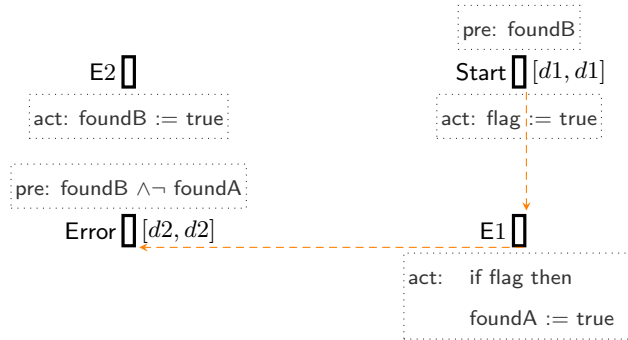 pre: foundB
E2
Start [d1, d1]
act: foundB := true
act: flag := true
pre: foundB ∧¬ foundA
Error [d2, d2]
E1
act: if flag then
foundA := true